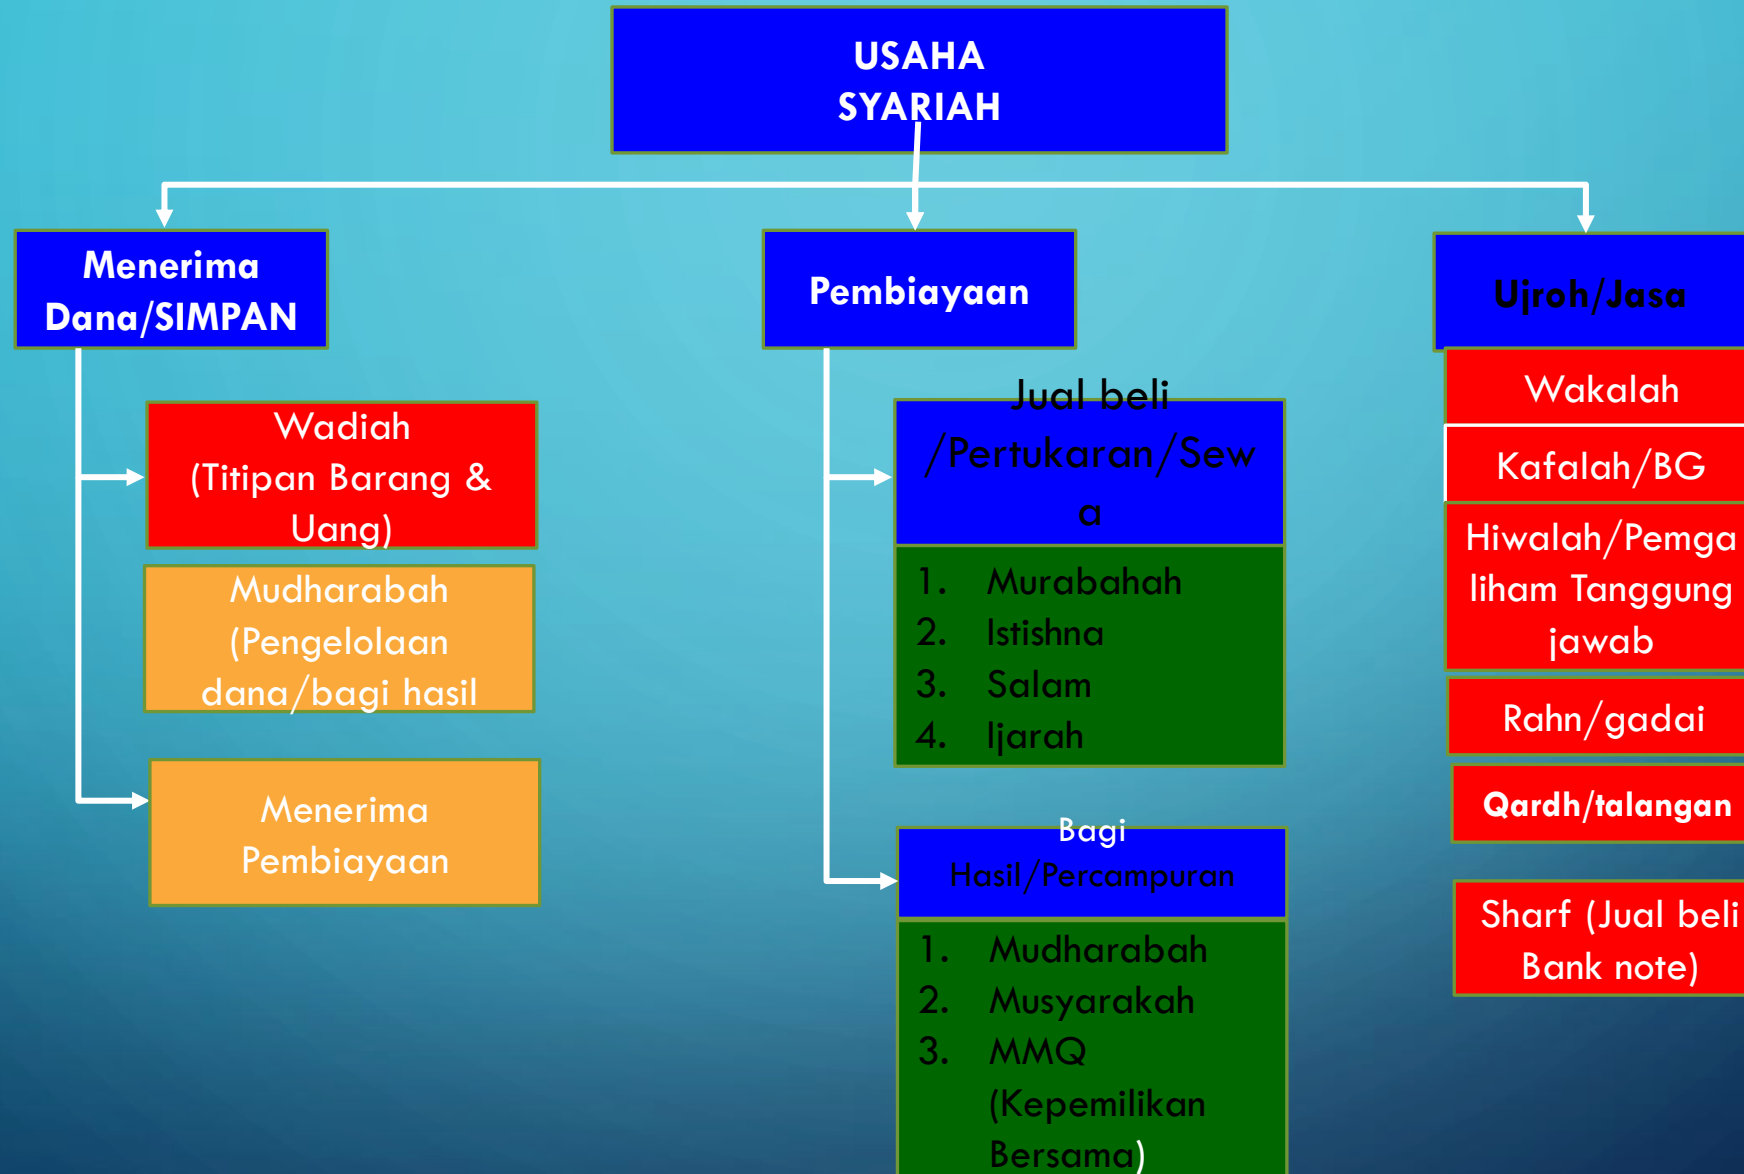 USAHA
SYARIAH
Menerima
Dana/SIMPAN
Wadiah
(Titipan Barang &
Uang)
Mudharabah
(Pengelolaan
dana/bagi hasil
Menerima
Pembiayaan
Pembiayaan
Jual beli
/Pertukaran/Sew
a
1. Murabahah
2. Istishna
3. Salam
4. Ijarah
Bagi
Hasil/Percampuran
1. Mudharabah
2. Musyarakah
3. MMQ
(Kepemilikan
Bersama)
Ujroh/Jasa
Wakalah
Kafalah/BG
Hiwalah/Pemga
liham Tanggung
jawab
Rahn/gadai
Qardh/talangan
Sharf (Jual beli
Bank note)